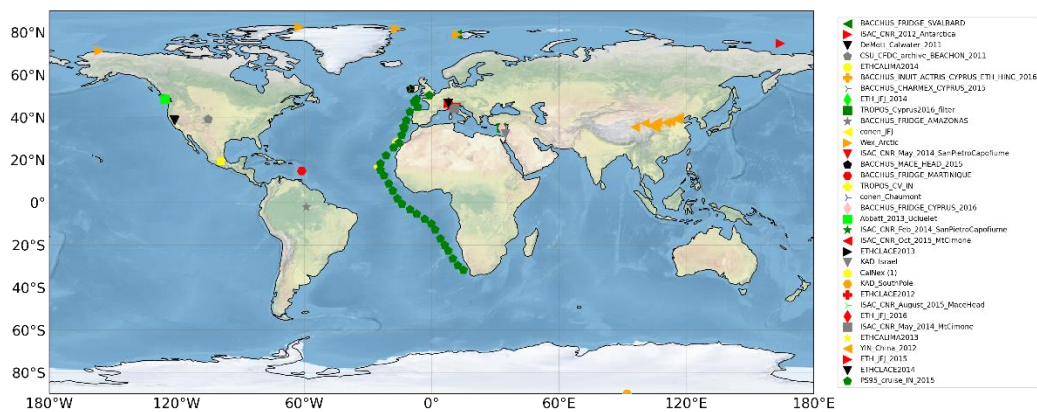 80°N
60°N
40°N
20°N
0°
20°S
40°S
60°S
80°S
180°W 120°W 60°W 0° 60°E 120°E 180°E
BACCHUS_FRIDGE_SVALBARD
ISAC_CNR_2012_Antarctica
DeMott_Calwater_2011
CSU_CFDC_archive_BEACHON_2011
ETHCALIMA2014
BACCHUS_INUIT_ACTRIS_CYPRUS_ETH_HINC_2016
BACCHUS_CHARMEX_CYPRUS_2015
ETH_JFJ_2014
TROPOS_Cyprus2016_filter
BACCHUS_FRIDGE_AMAZONAS
conen_JFJ
Wex_Arctic
ISAC_CNR_May_2014_SanPietroCapofiume
BACCHUS_MACE_HEAD_2015
BACCHUS_FRIDGE_MARTINIQUE
TROPOS_CV_IN
conen_Chaumont
BACCHUS_FRIDGE_CYPRUS_2016
Abbatt_2013_Ucluelet
ISAC_CNR_Feb_2014_SanPietroCapofiume
ISAC_CNR_Oct_2015_MtCimone
ETHCLACE2013
KAD_Israel
CalNex (1)
KAD_SouthPole
ETHCLACE2012
ISAC_CNR_August_2015_MaceHead
ETH_JFJ_2016
ISAC_CNR_May_2014_MtCimone
ETHCALIMA2013
YIN_China_2012
ETH_JFJ_2015
ETHCLACE2014
PS95_cruise_IN_2015